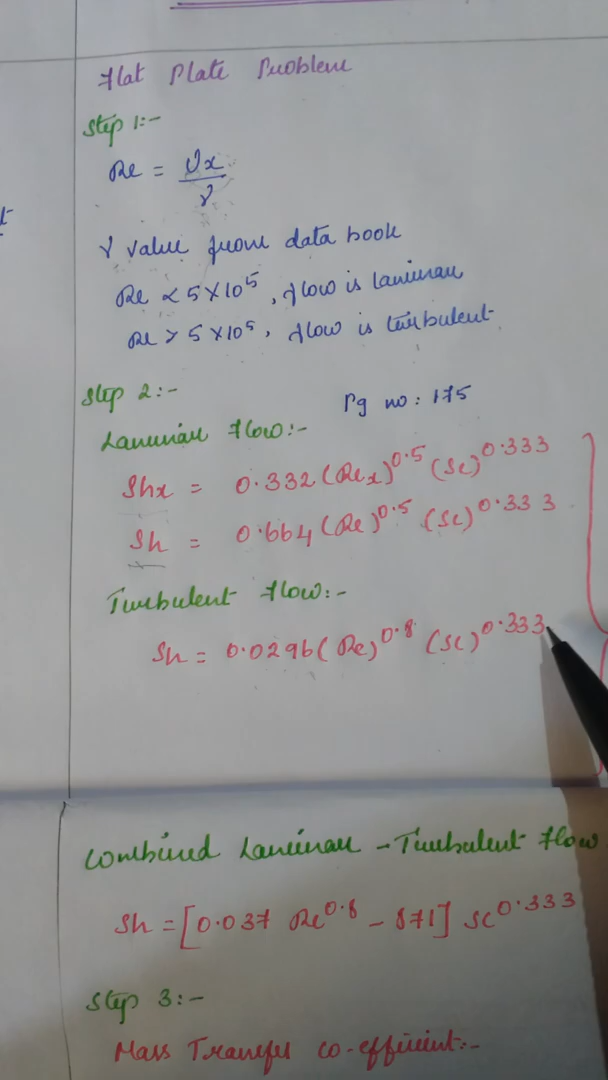 Flat Plate Problem
Step 1:-
Re = Ux / γ
γ value from data book
Re < 5×10⁵, flow is laminar
Re > 5×10⁵, flow is turbulent
Step 2:-
Pg no: 175
Laminar Flow:-
Shx = 0.332 (Rex)^0.5 (Sc)^0.333
Sh = 0.664 (Re)^0.5 (Sc)^0.333
Turbulent Flow:-
Sh = 0.0296 (Re)^0.8 (Sc)^0.333
Combined Laminar - Turbulent Flow
Sh = [0.037 Re^0.8 - 871] Sc^0.333
Step 3:-
Mass Transfer co-efficient:-